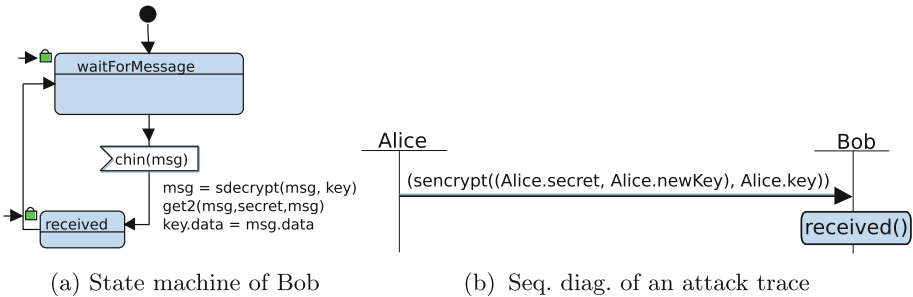 waitForMessage
chin(msg)
msg = sdecrypt(msg, key)
get2(msg,secret,msg)
key.data = msg.data
received
(a) State machine of Bob
Alice
Bob
(sencrypt((Alice.secret, Alice.newKey), Alice.key))
received()
(b) Seq. diag. of an attack trace